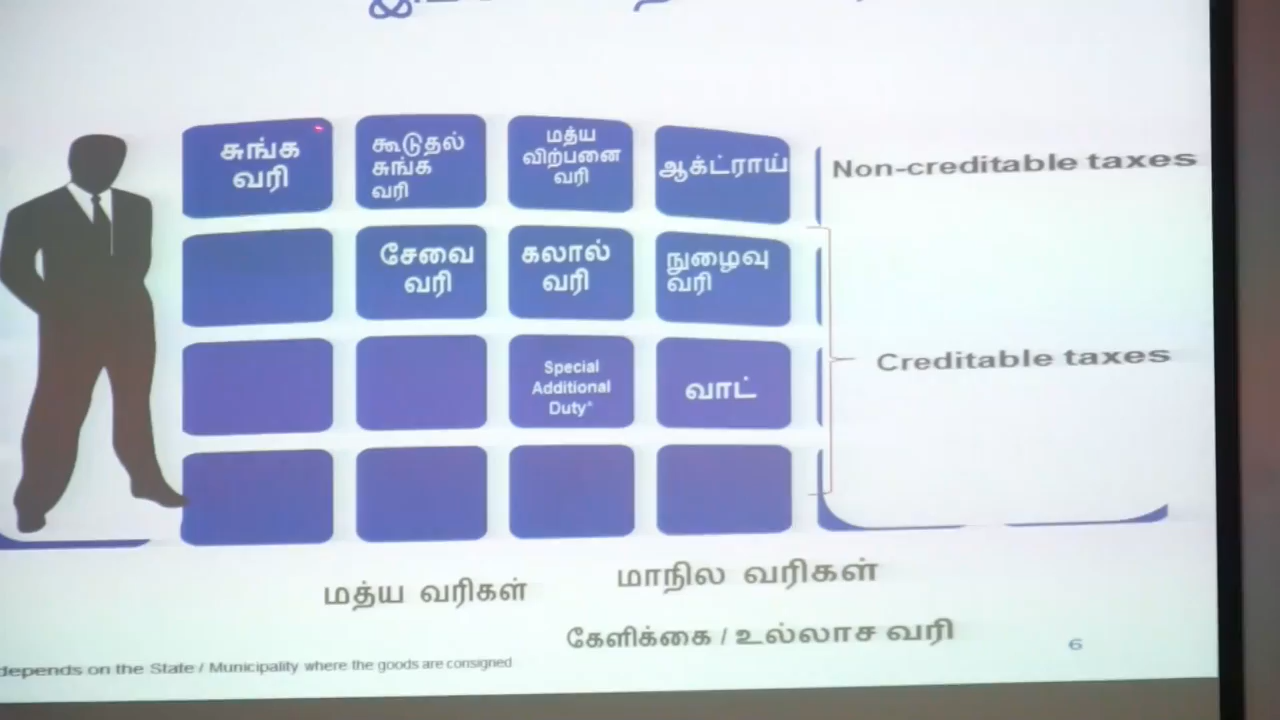 சுங்க
வரி
கூடுதல்
சுங்க
வரி
மத்ய
விற்பனை
வரி
ஆக்ட்ராய்
Non-creditable taxes
சேவை
வரி
கலால்
வரி
நுழைவு
வரி
Special
Additional
Duty*
வாட்
Creditable taxes
மத்ய வரிகள்
மாநில வரிகள்
கேளிக்கை / உல்லாச வரி
6
depends on the State / Municipality where the goods are consigned